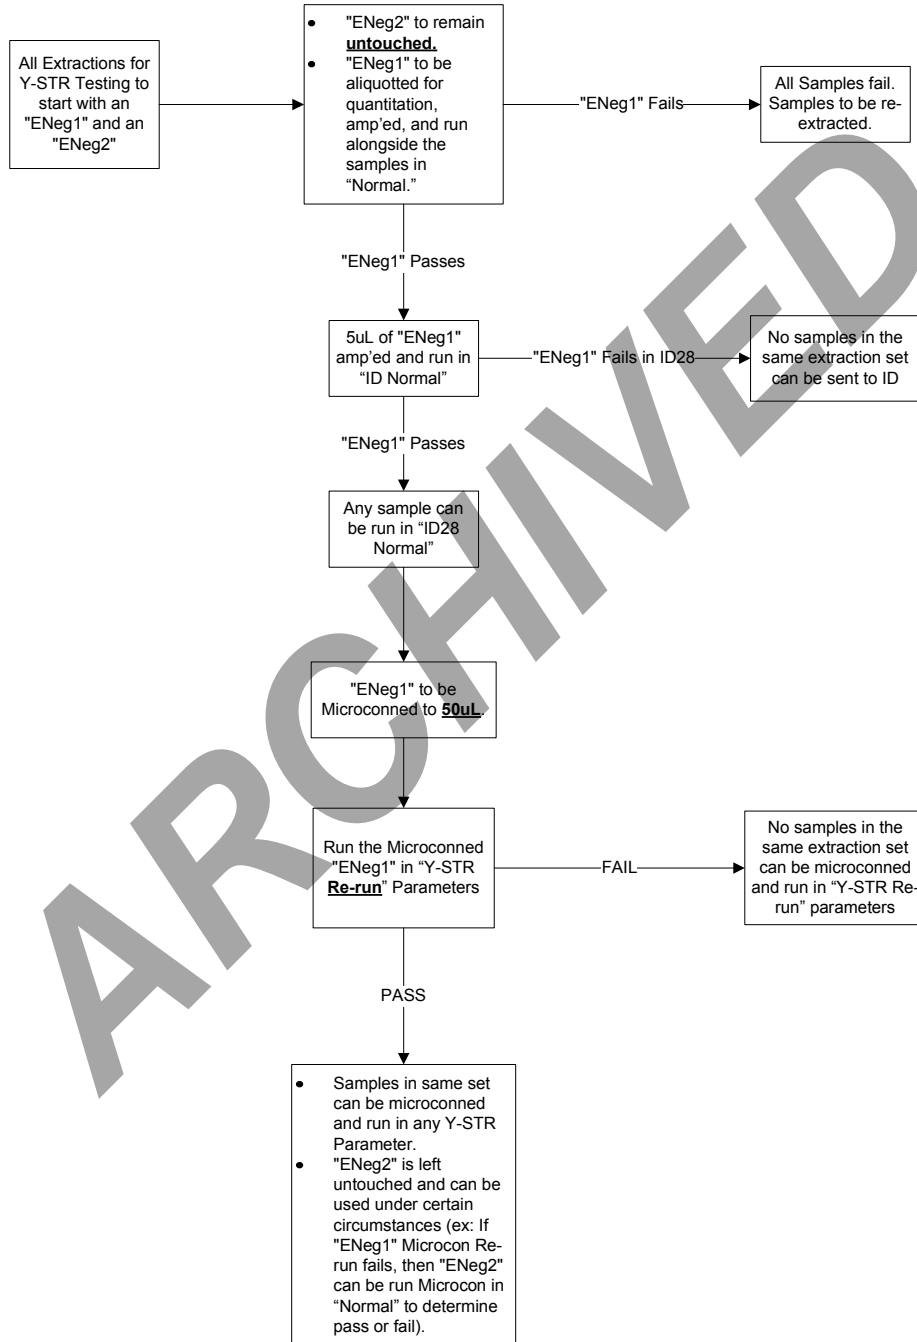 All Extractions for
Y-STR Testing to
start with an
"ENeg1" and an
"ENeg2"
• "ENeg2" to remain
untouched.
• "ENeg1" to be
aliquotted for
quantitation,
amp’ed, and run
alongside the
samples in
“Normal.”
"ENeg1" Fails
All Samples fail.
Samples to be re-
extracted.
"ENeg1" Passes
5uL of "ENeg1"
amp’ed and run in
“ID Normal”
"ENeg1" Fails in ID28
No samples in the
same extraction set
can be sent to ID
"ENeg1" Passes
Any sample can
be run in “ID28
Normal”
"ENeg1" to be
Microconned to 50uL.
Run the Microconned
"ENeg1" in “Y-STR
Re-run” Parameters
FAIL
No samples in the
same extraction set
can be microconned
and run in “Y-STR Re-
run” parameters
PASS
• Samples in same set
can be microconned
and run in any Y-STR
Parameter.
• "ENeg2" is left
untouched and can be
used under certain
circumstances (ex: If
"ENeg1" Microcon Re-
run fails, then "ENeg2"
can be run Microcon in
“Normal” to determine
pass or fail).
ARCHIVED